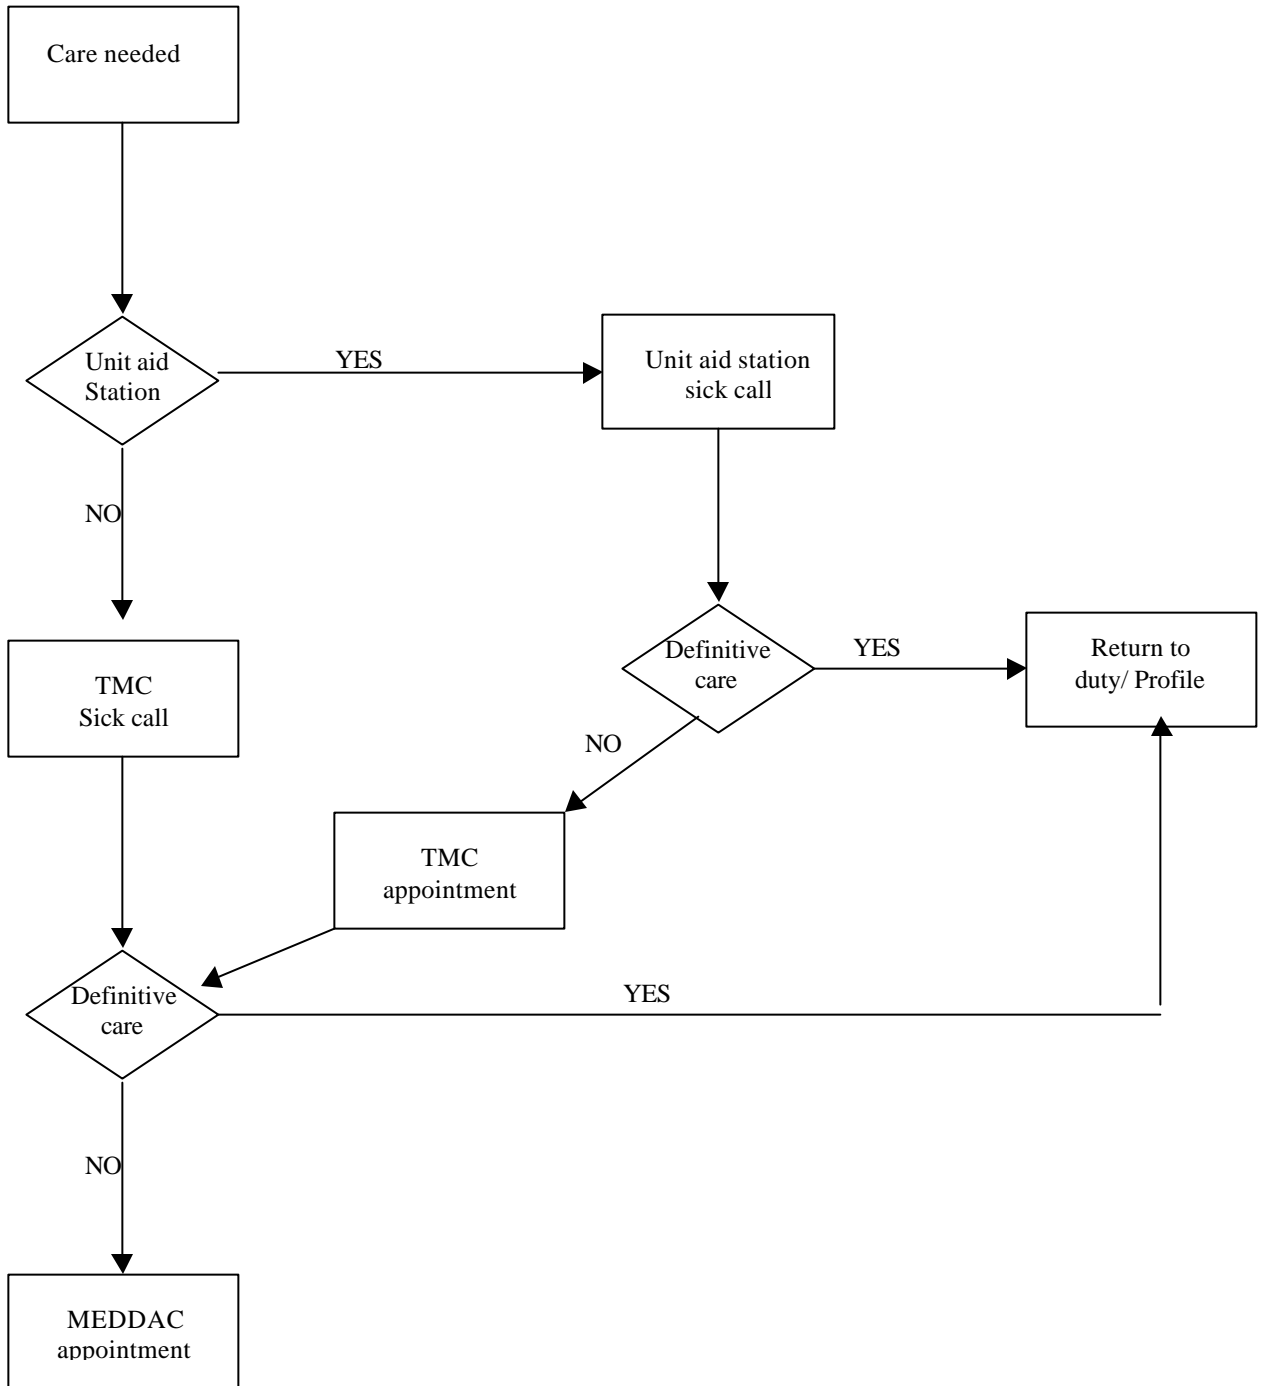 Care needed
Unit aid
Station
YES
Unit aid station
sick call
NO
TMC
Sick call
Definitive
care
YES
Return to
duty/ Profile
NO
TMC
appointment
Definitive
care
YES
NO
MEDDAC
appointment